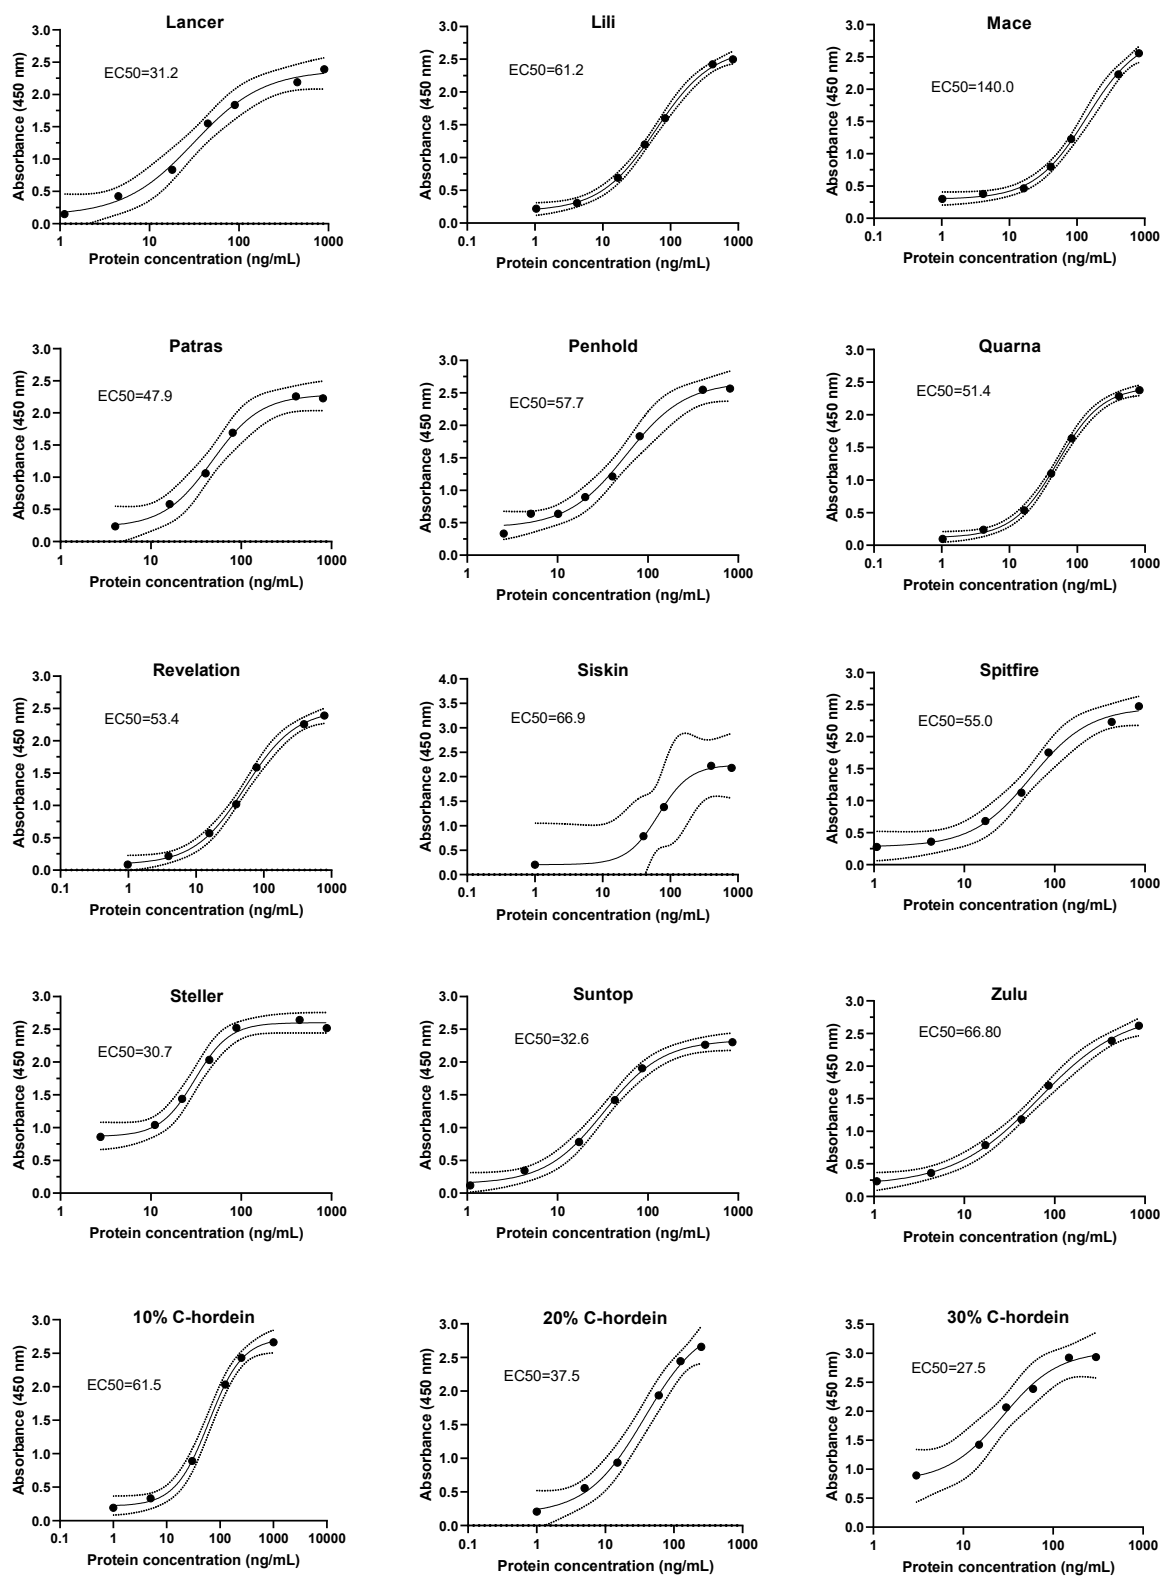 Lancer
Absorbance (450 nm)
3.0
2.5
2.0
1.5
1.0
0.5
0.0
EC50=31.2
1 10 100 1000
Protein concentration (ng/mL)
Lili
Absorbance (450 nm)
3.0
2.5
2.0
1.5
1.0
0.5
0.0
EC50=61.2
0.1 1 10 100 1000
Protein concentration (ng/mL)
Mace
Absorbance (450 nm)
3.0
2.5
2.0
1.5
1.0
0.5
0.0
EC50=140.0
0.1 1 10 100 1000
Protein concentration (ng/mL)
Patras
Absorbance (450 nm)
3.0
2.5
2.0
1.5
1.0
0.5
0.0
EC50=47.9
1 10 100 1000
Protein concentration (ng/mL)
Penhold
Absorbance (450 nm)
3.0
2.5
2.0
1.5
1.0
0.5
0.0
EC50=57.7
1 10 100 1000
Protein concentration (ng/mL)
Quarna
Absorbance (450 nm)
3.0
2.5
2.0
1.5
1.0
0.5
0.0
EC50=51.4
0.1 1 10 100 1000
Protein concentration (ng/mL)
Revelation
Absorbance (450 nm)
3.0
2.5
2.0
1.5
1.0
0.5
0.0
EC50=53.4
0.1 1 10 100 1000
Protein concentration (ng/mL)
Siskin
Absorbance (450 nm)
4.0
3.5
3.0
2.5
2.0
1.5
1.0
0.5
0.0
EC50=66.9
0.1 1 10 100 1000
Protein concentration (ng/mL)
Spitfire
Absorbance (450 nm)
3.0
2.5
2.0
1.5
1.0
0.5
0.0
EC50=55.0
1 10 100 1000
Protein concentration (ng/mL)
Steller
Absorbance (450 nm)
3.0
2.5
2.0
1.5
1.0
0.5
0.0
EC50=30.7
1 10 100 1000
Protein concentration (ng/mL)
Suntop
Absorbance (450 nm)
3.0
2.5
2.0
1.5
1.0
0.5
0.0
EC50=32.6
1 10 100 1000
Protein concentration (ng/mL)
Zulu
Absorbance (450 nm)
3.0
2.5
2.0
1.5
1.0
0.5
0.0
EC50=66.80
1 10 100 1000
Protein concentration (ng/mL)
10% C-hordein
Absorbance (450 nm)
3.0
2.5
2.0
1.5
1.0
0.5
0.0
EC50=61.5
0.1 1 10 100 1000 10000
Protein concentration (ng/mL)
20% C-hordein
Absorbance (450 nm)
3.0
2.5
2.0
1.5
1.0
0.5
0.0
EC50=37.5
0.1 1 10 100 1000
Protein concentration (ng/mL)
30% C-hordein
Absorbance (450 nm)
3.5
3.0
2.5
2.0
1.5
1.0
0.5
0.0
EC50=27.5
1 10 100 1000
Protein concentration (ng/mL)